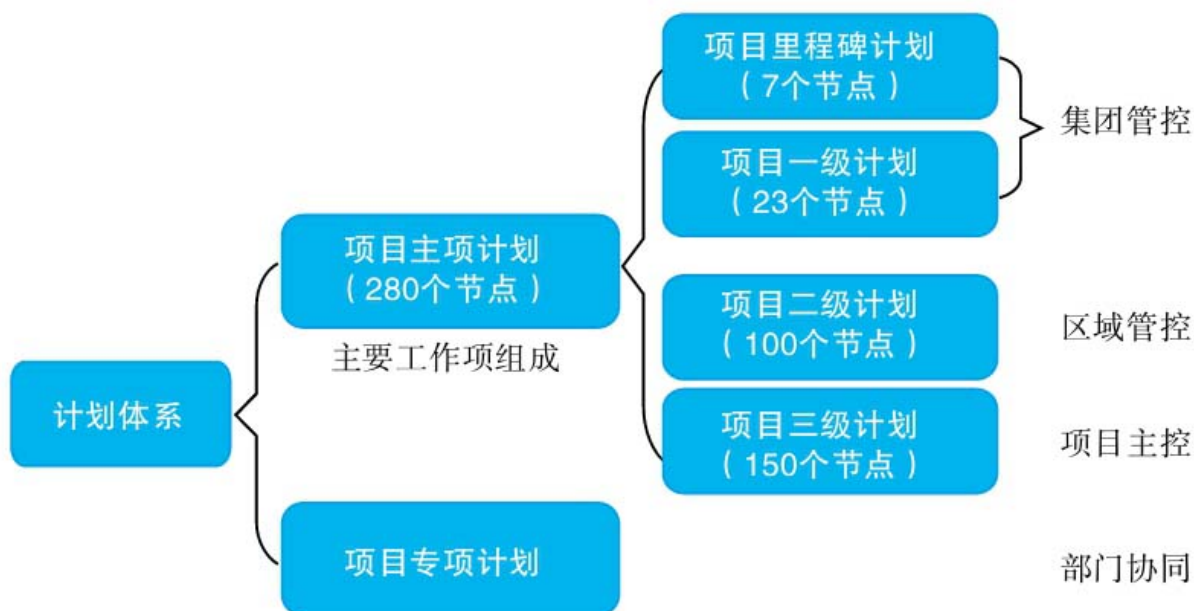 项目里程碑计划
（7个节点）
集团管控
项目一级计划
（23个节点）
项目主项计划
（280个节点）
主要工作项组成
项目二级计划
（100个节点）
区域管控
计划体系
项目三级计划
（150个节点）
项目主控
项目专项计划
部门协同